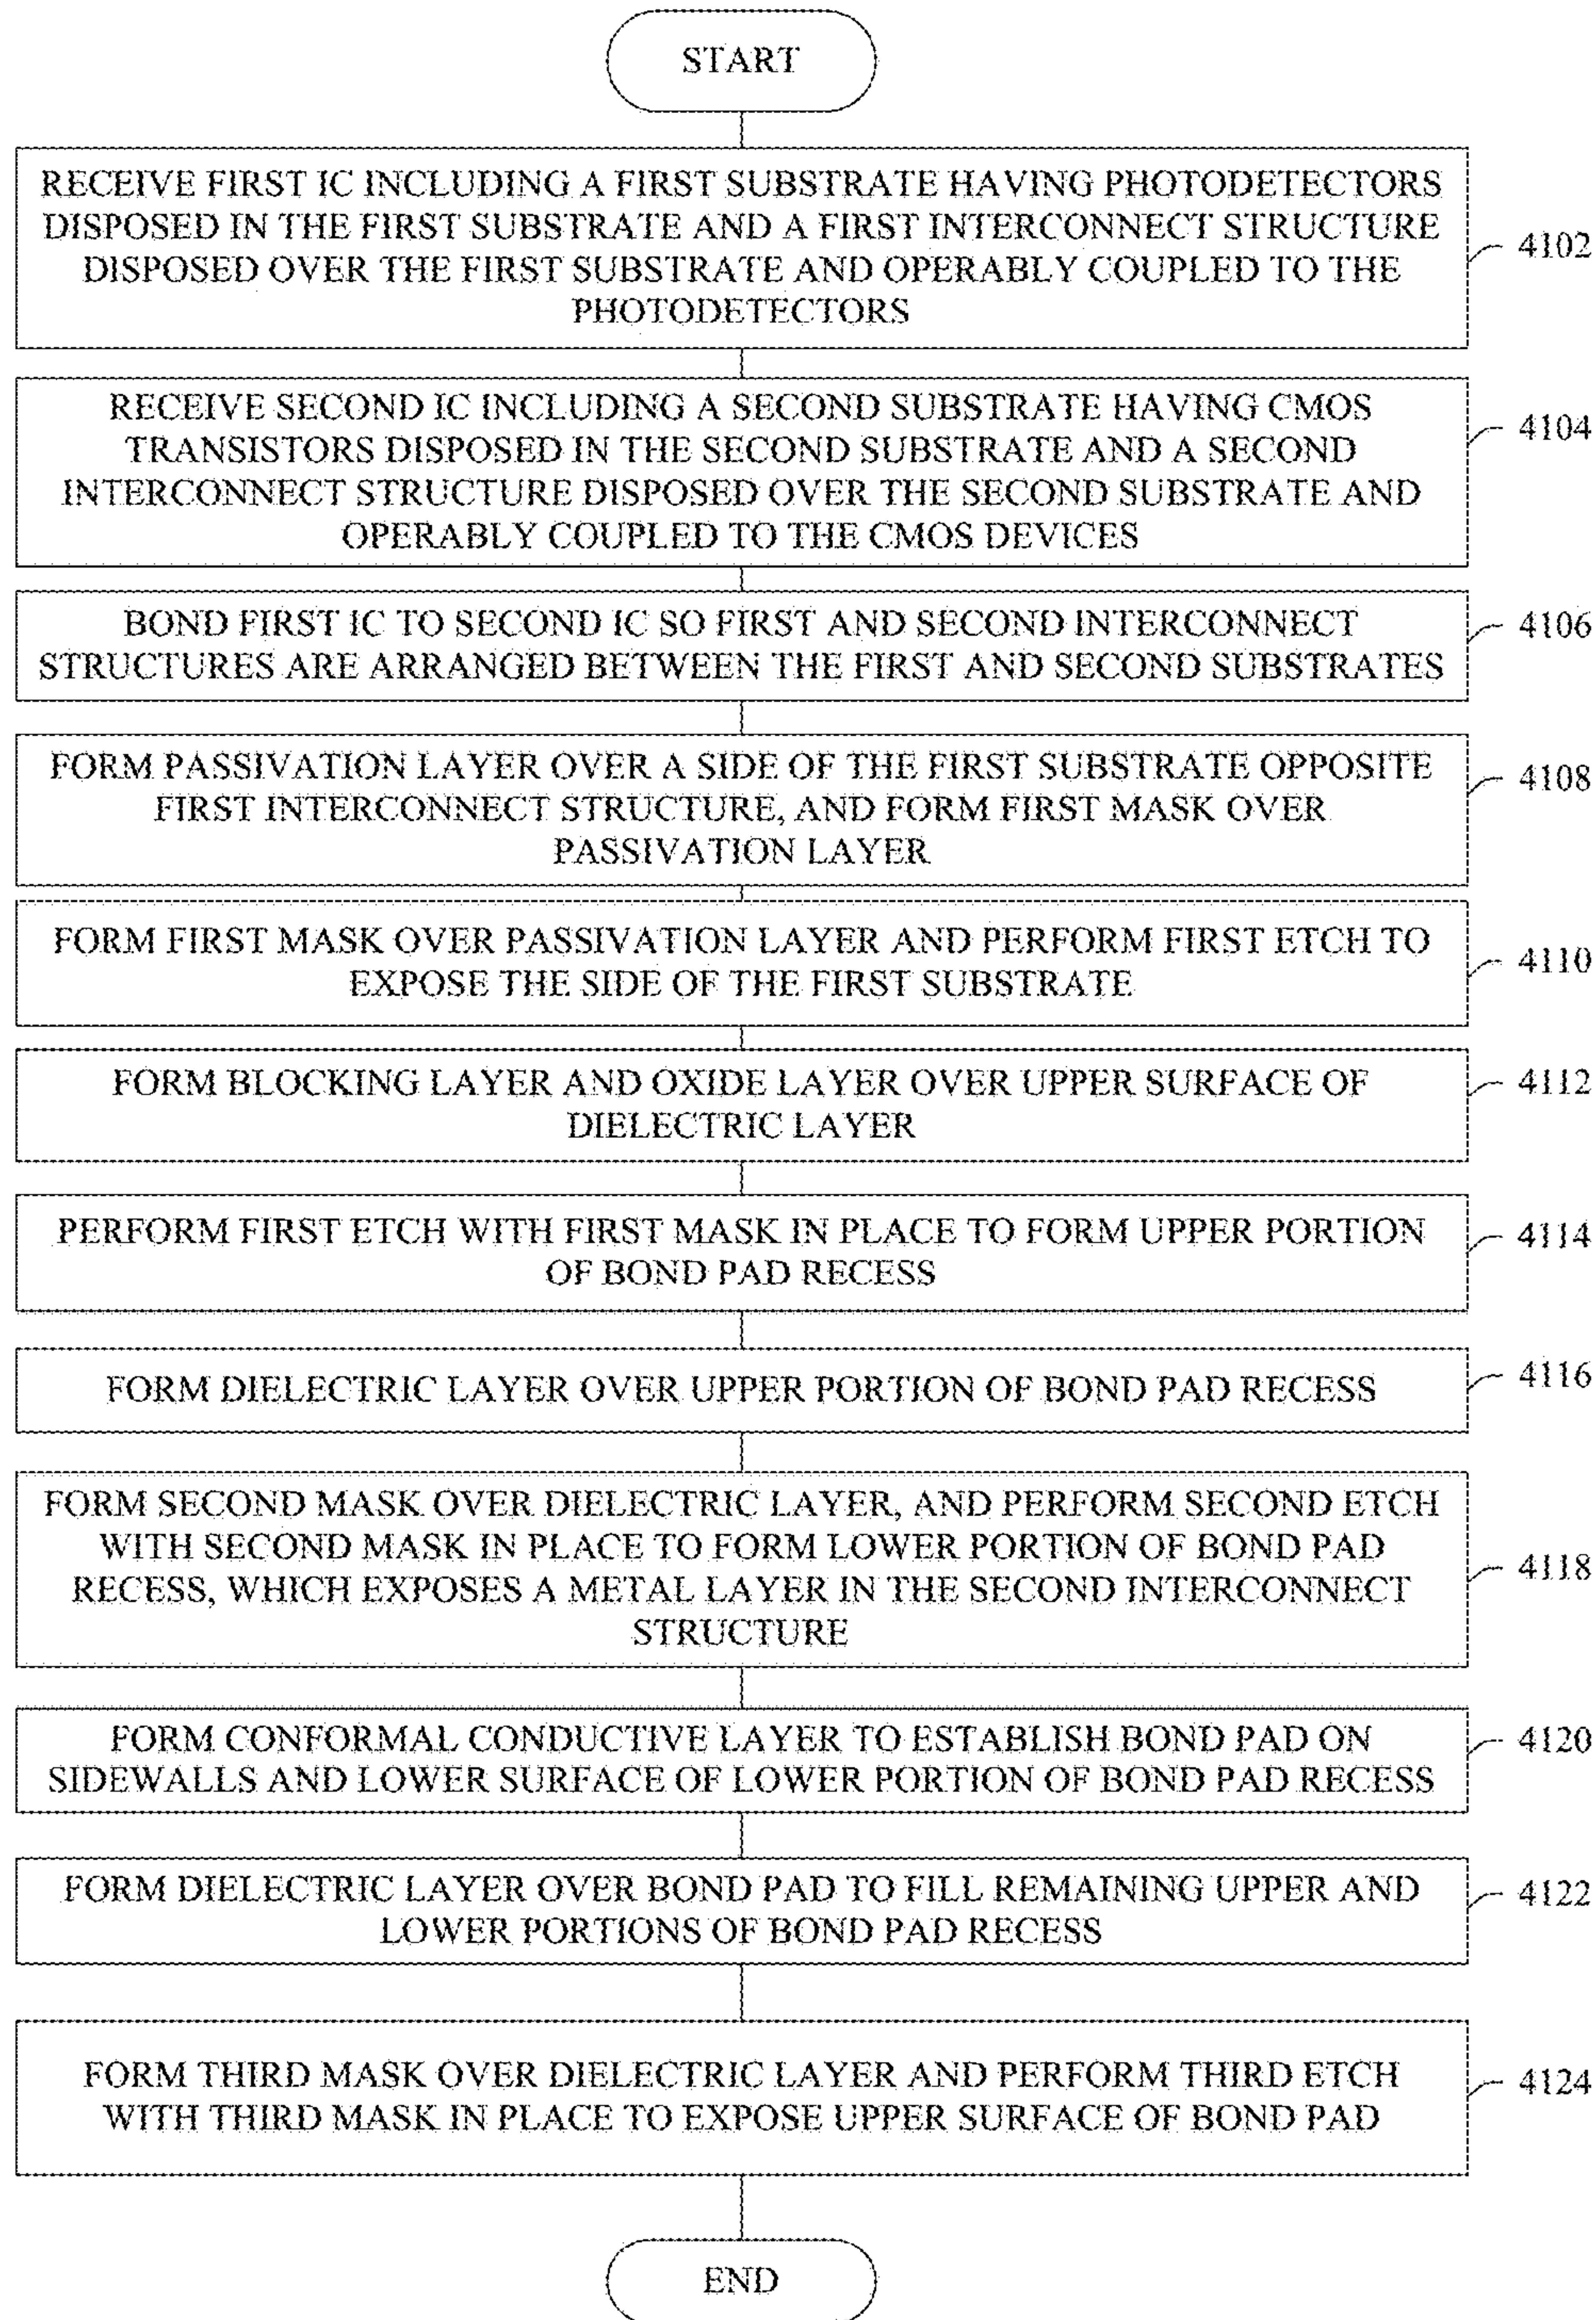 START
RECEIVE FIRST IC INCLUDING A FIRST SUBSTRATE HAVING PHOTODETECTORS
DISPOSED IN THE FIRST SUBSTRATE AND A FIRST INTERCONNECT STRUCTURE
DISPOSED OVER THE FIRST SUBSTRATE AND OPERABLY COUPLED TO THE
PHOTODETECTORS
4102
RECEIVE SECOND IC INCLUDING A SECOND SUBSTRATE HAVING CMOS
TRANSISTORS DISPOSED IN THE SECOND SUBSTRATE AND A SECOND
INTERCONNECT STRUCTURE DISPOSED OVER THE SECOND SUBSTRATE AND
OPERABLY COUPLED TO THE CMOS DEVICES
4104
BOND FIRST IC TO SECOND IC SO FIRST AND SECOND INTERCONNECT
STRUCTURES ARE ARRANGED BETWEEN THE FIRST AND SECOND SUBSTRATES
4106
FORM PASSIVATION LAYER OVER A SIDE OF THE FIRST SUBSTRATE OPPOSITE
FIRST INTERCONNECT STRUCTURE, AND FORM FIRST MASK OVER
PASSIVATION LAYER
4108
FORM FIRST MASK OVER PASSIVATION LAYER AND PERFORM FIRST ETCH TO
EXPOSE THE SIDE OF THE FIRST SUBSTRATE
4110
FORM BLOCKING LAYER AND OXIDE LAYER OVER UPPER SURFACE OF
DIELECTRIC LAYER
4112
PERFORM FIRST ETCH WITH FIRST MASK IN PLACE TO FORM UPPER PORTION
OF BOND PAD RECESS
4114
FORM DIELECTRIC LAYER OVER UPPER PORTION OF BOND PAD RECESS
4116
FORM SECOND MASK OVER DIELECTRIC LAYER, AND PERFORM SECOND ETCH
WITH SECOND MASK IN PLACE TO FORM LOWER PORTION OF BOND PAD
RECESS, WHICH EXPOSES A METAL LAYER IN THE SECOND INTERCONNECT
STRUCTURE
4118
FORM CONFORMAL CONDUCTIVE LAYER TO ESTABLISH BOND PAD ON
SIDEWALLS AND LOWER SURFACE OF LOWER PORTION OF BOND PAD RECESS
4120
FORM DIELECTRIC LAYER OVER BOND PAD TO FILL REMAINING UPPER AND
LOWER PORTIONS OF BOND PAD RECESS
4122
FORM THIRD MASK OVER DIELECTRIC LAYER AND PERFORM THIRD ETCH
WITH THIRD MASK IN PLACE TO EXPOSE UPPER SURFACE OF BOND PAD
4124
END